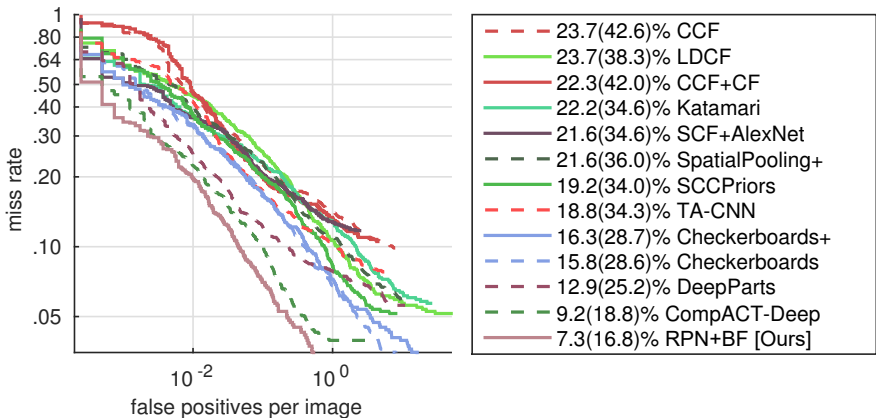 1
.80
.64
.50
.40
.30
.20
.10
.05
miss rate
10^-2
10^0
false positives per image
23.7(42.6)% CCF
23.7(38.3)% LDCF
22.3(42.0)% CCF+CF
22.2(34.6)% Katamari
21.6(34.6)% SCF+AlexNet
21.6(36.0)% SpatialPooling+
19.2(34.0)% SCCPriors
18.8(34.3)% TA-CNN
16.3(28.7)% Checkerboards+
15.8(28.6)% Checkerboards
12.9(25.2)% DeepParts
9.2(18.8)% CompACT-Deep
7.3(16.8)% RPN+BF [Ours]